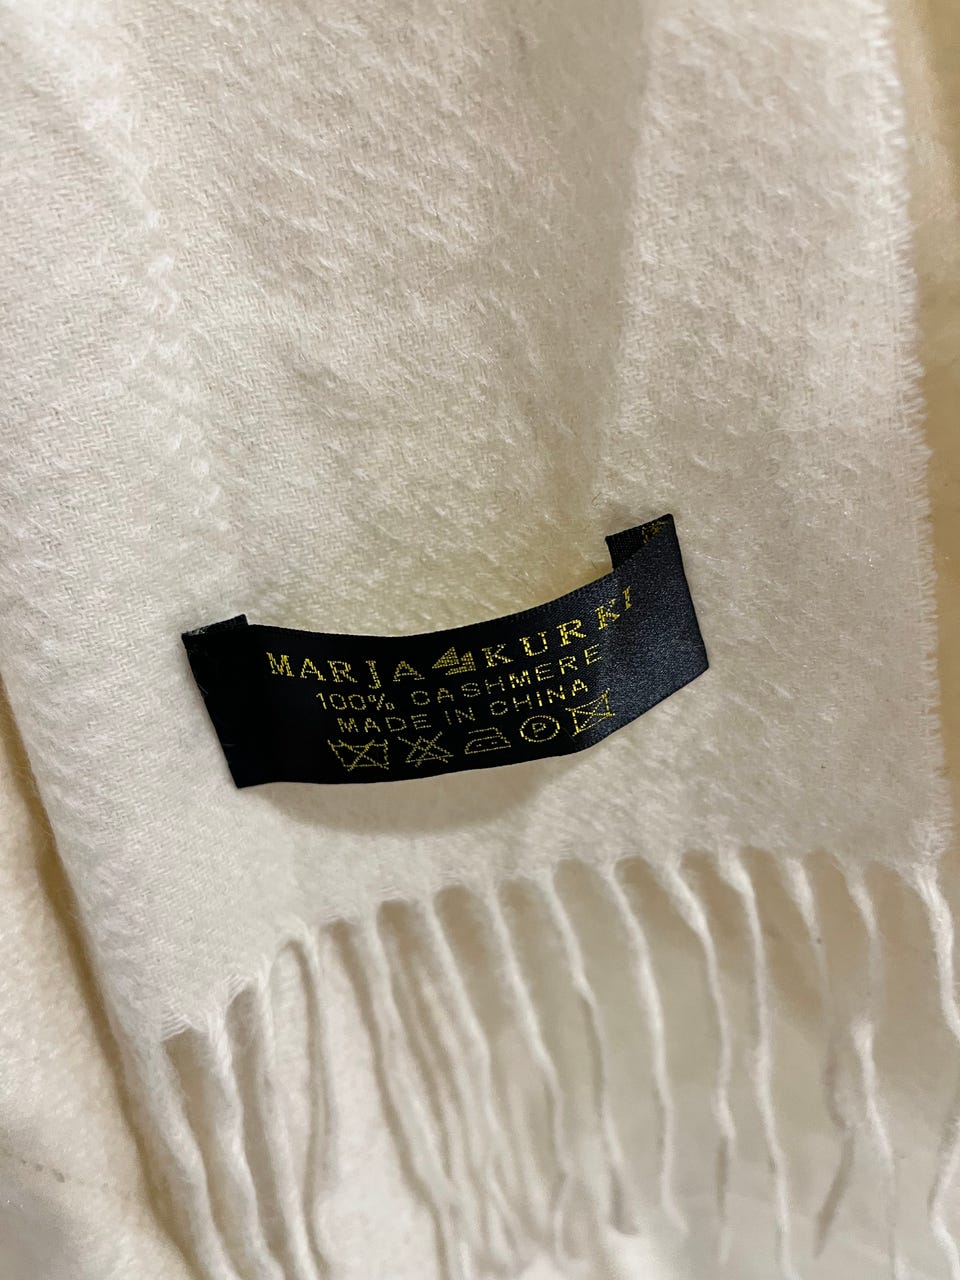 MARJA KURKI
100% CASHMERE
MADE IN CHINA
P